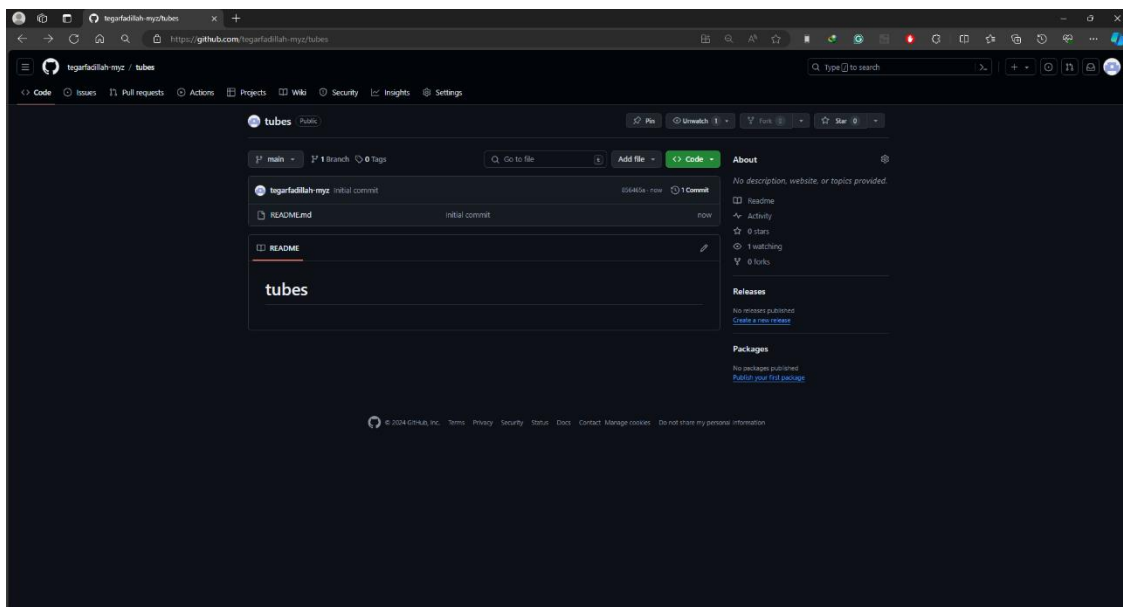 tegarfadillah-myz/tubes
https://github.com/tegarfadillah-myz/tubes
tegarfadillah-myz / tubes
Type / to search
Code Issues Pull requests Actions Projects Wiki Security Insights Settings
tubes Public
Pin Unwatch 1 Fork 0 Star 0
main 1 Branch 0 Tags
Go to file t
Add file Code
About
No description, website, or topics provided.
tegarfadillah-myz Initial commit
now 1 Commit
README.md Initial commit now
Readme
Activity
0 stars
1 watching
0 forks
README
tubes
Releases
No releases published
Create a new release
Packages
No packages published
Publish your first package
© 2024 GitHub, Inc. Terms Privacy Security Status Docs Contact Manage cookies Do not share my personal information